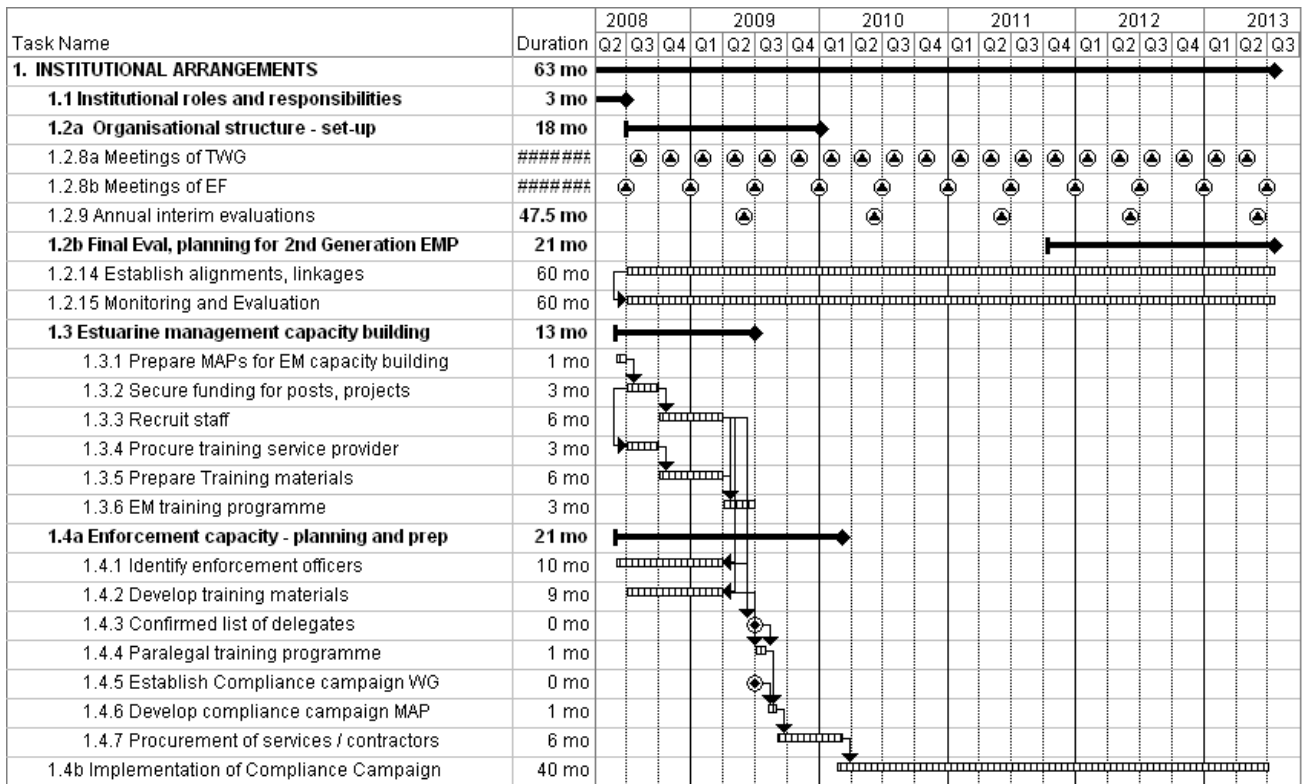 2008 2009 2010 2011 2012 2013
Task Name Duration Q2 Q3 Q4 Q1 Q2 Q3 Q4 Q1 Q2 Q3 Q4 Q1 Q2 Q3 Q4 Q1 Q2 Q3 Q4 Q1 Q2 Q3
1. INSTITUTIONAL ARRANGEMENTS 63 mo
1.1 Institutional roles and responsibilities 3 mo
1.2a Organisational structure - set-up 18 mo
1.2.8a Meetings of TWG #######
1.2.8b Meetings of EF #######
1.2.9 Annual interim evaluations 47.5 mo
1.2b Final Eval, planning for 2nd Generation EMP 21 mo
1.2.14 Establish alignments, linkages 60 mo
1.2.15 Monitoring and Evaluation 60 mo
1.3 Estuarine management capacity building 13 mo
1.3.1 Prepare MAPs for EM capacity building 1 mo
1.3.2 Secure funding for posts, projects 3 mo
1.3.3 Recruit staff 6 mo
1.3.4 Procure training service provider 3 mo
1.3.5 Prepare Training materials 6 mo
1.3.6 EM training programme 3 mo
1.4a Enforcement capacity - planning and prep 21 mo
1.4.1 Identify enforcement officers 10 mo
1.4.2 Develop training materials 9 mo
1.4.3 Confirmed list of delegates 0 mo
1.4.4 Paralegal training programme 1 mo
1.4.5 Establish Compliance campaign WG 0 mo
1.4.6 Develop compliance campaign MAP 1 mo
1.4.7 Procurement of services / contractors 6 mo
1.4b Implementation of Compliance Campaign 40 mo